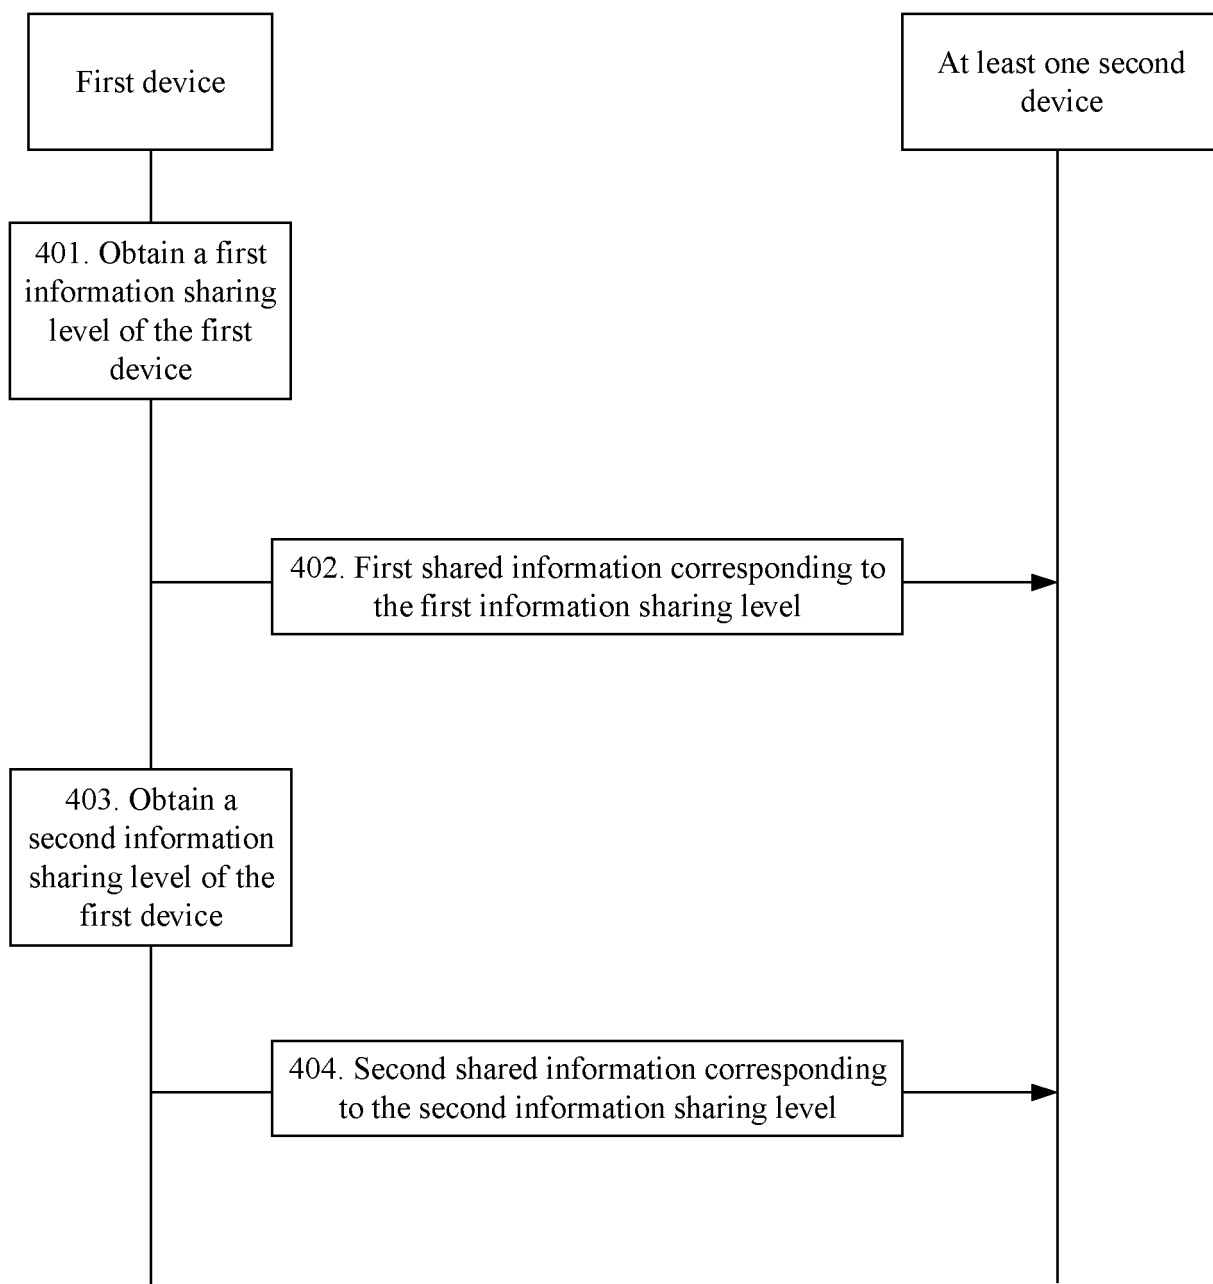 First device
At least one second
device
401. Obtain a first
information sharing
level of the first
device
402. First shared information corresponding to
the first information sharing level
403. Obtain a
second information
sharing level of the
first device
404. Second shared information corresponding
to the second information sharing level